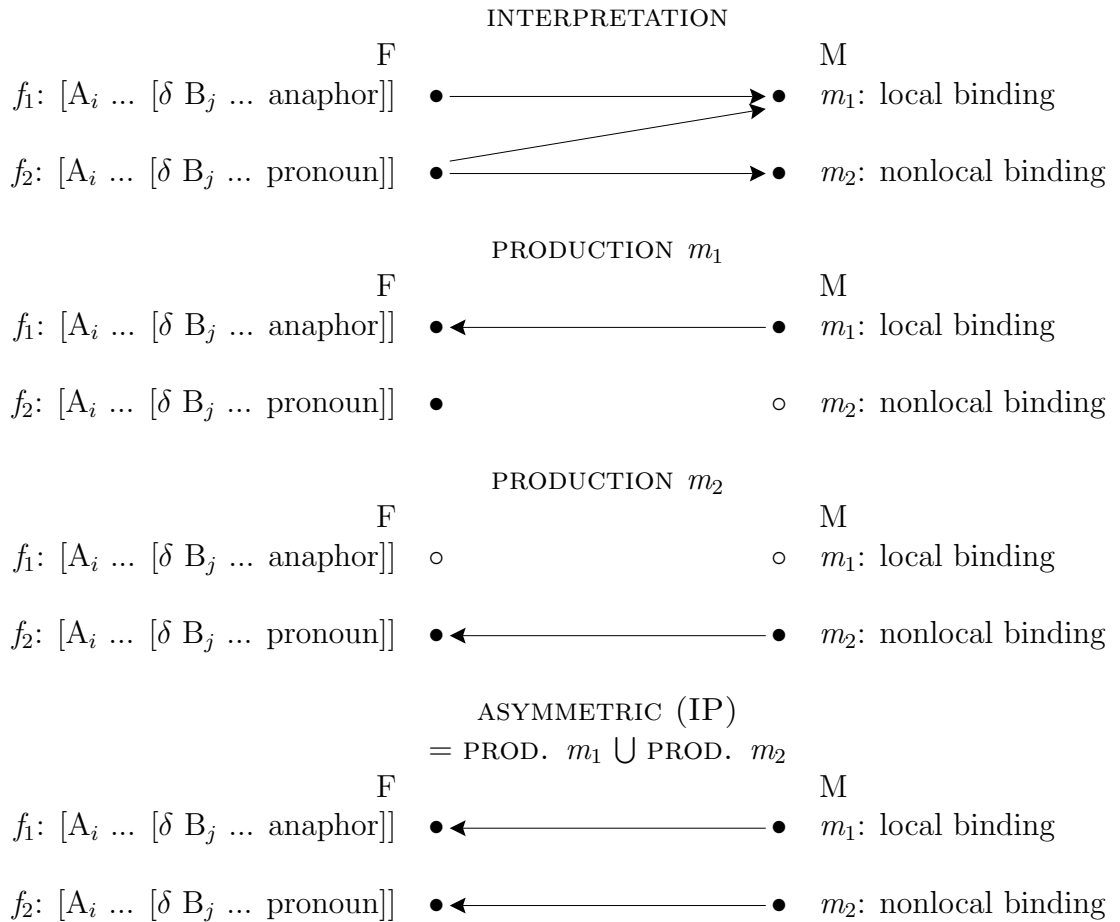 INTERPRETATION
F M
f₁: [Aᵢ ... [δ Bⱼ ... anaphor]] m₁: local binding
f₂: [Aᵢ ... [δ Bⱼ ... pronoun]] m₂: nonlocal binding
PRODUCTION m₁
F M
f₁: [Aᵢ ... [δ Bⱼ ... anaphor]] m₁: local binding
f₂: [Aᵢ ... [δ Bⱼ ... pronoun]] m₂: nonlocal binding
PRODUCTION m₂
F M
f₁: [Aᵢ ... [δ Bⱼ ... anaphor]] m₁: local binding
f₂: [Aᵢ ... [δ Bⱼ ... pronoun]] m₂: nonlocal binding
ASYMMETRIC (IP)
= PROD. m₁ ⋃ PROD. m₂
F M
f₁: [Aᵢ ... [δ Bⱼ ... anaphor]] m₁: local binding
f₂: [Aᵢ ... [δ Bⱼ ... pronoun]] m₂: nonlocal binding